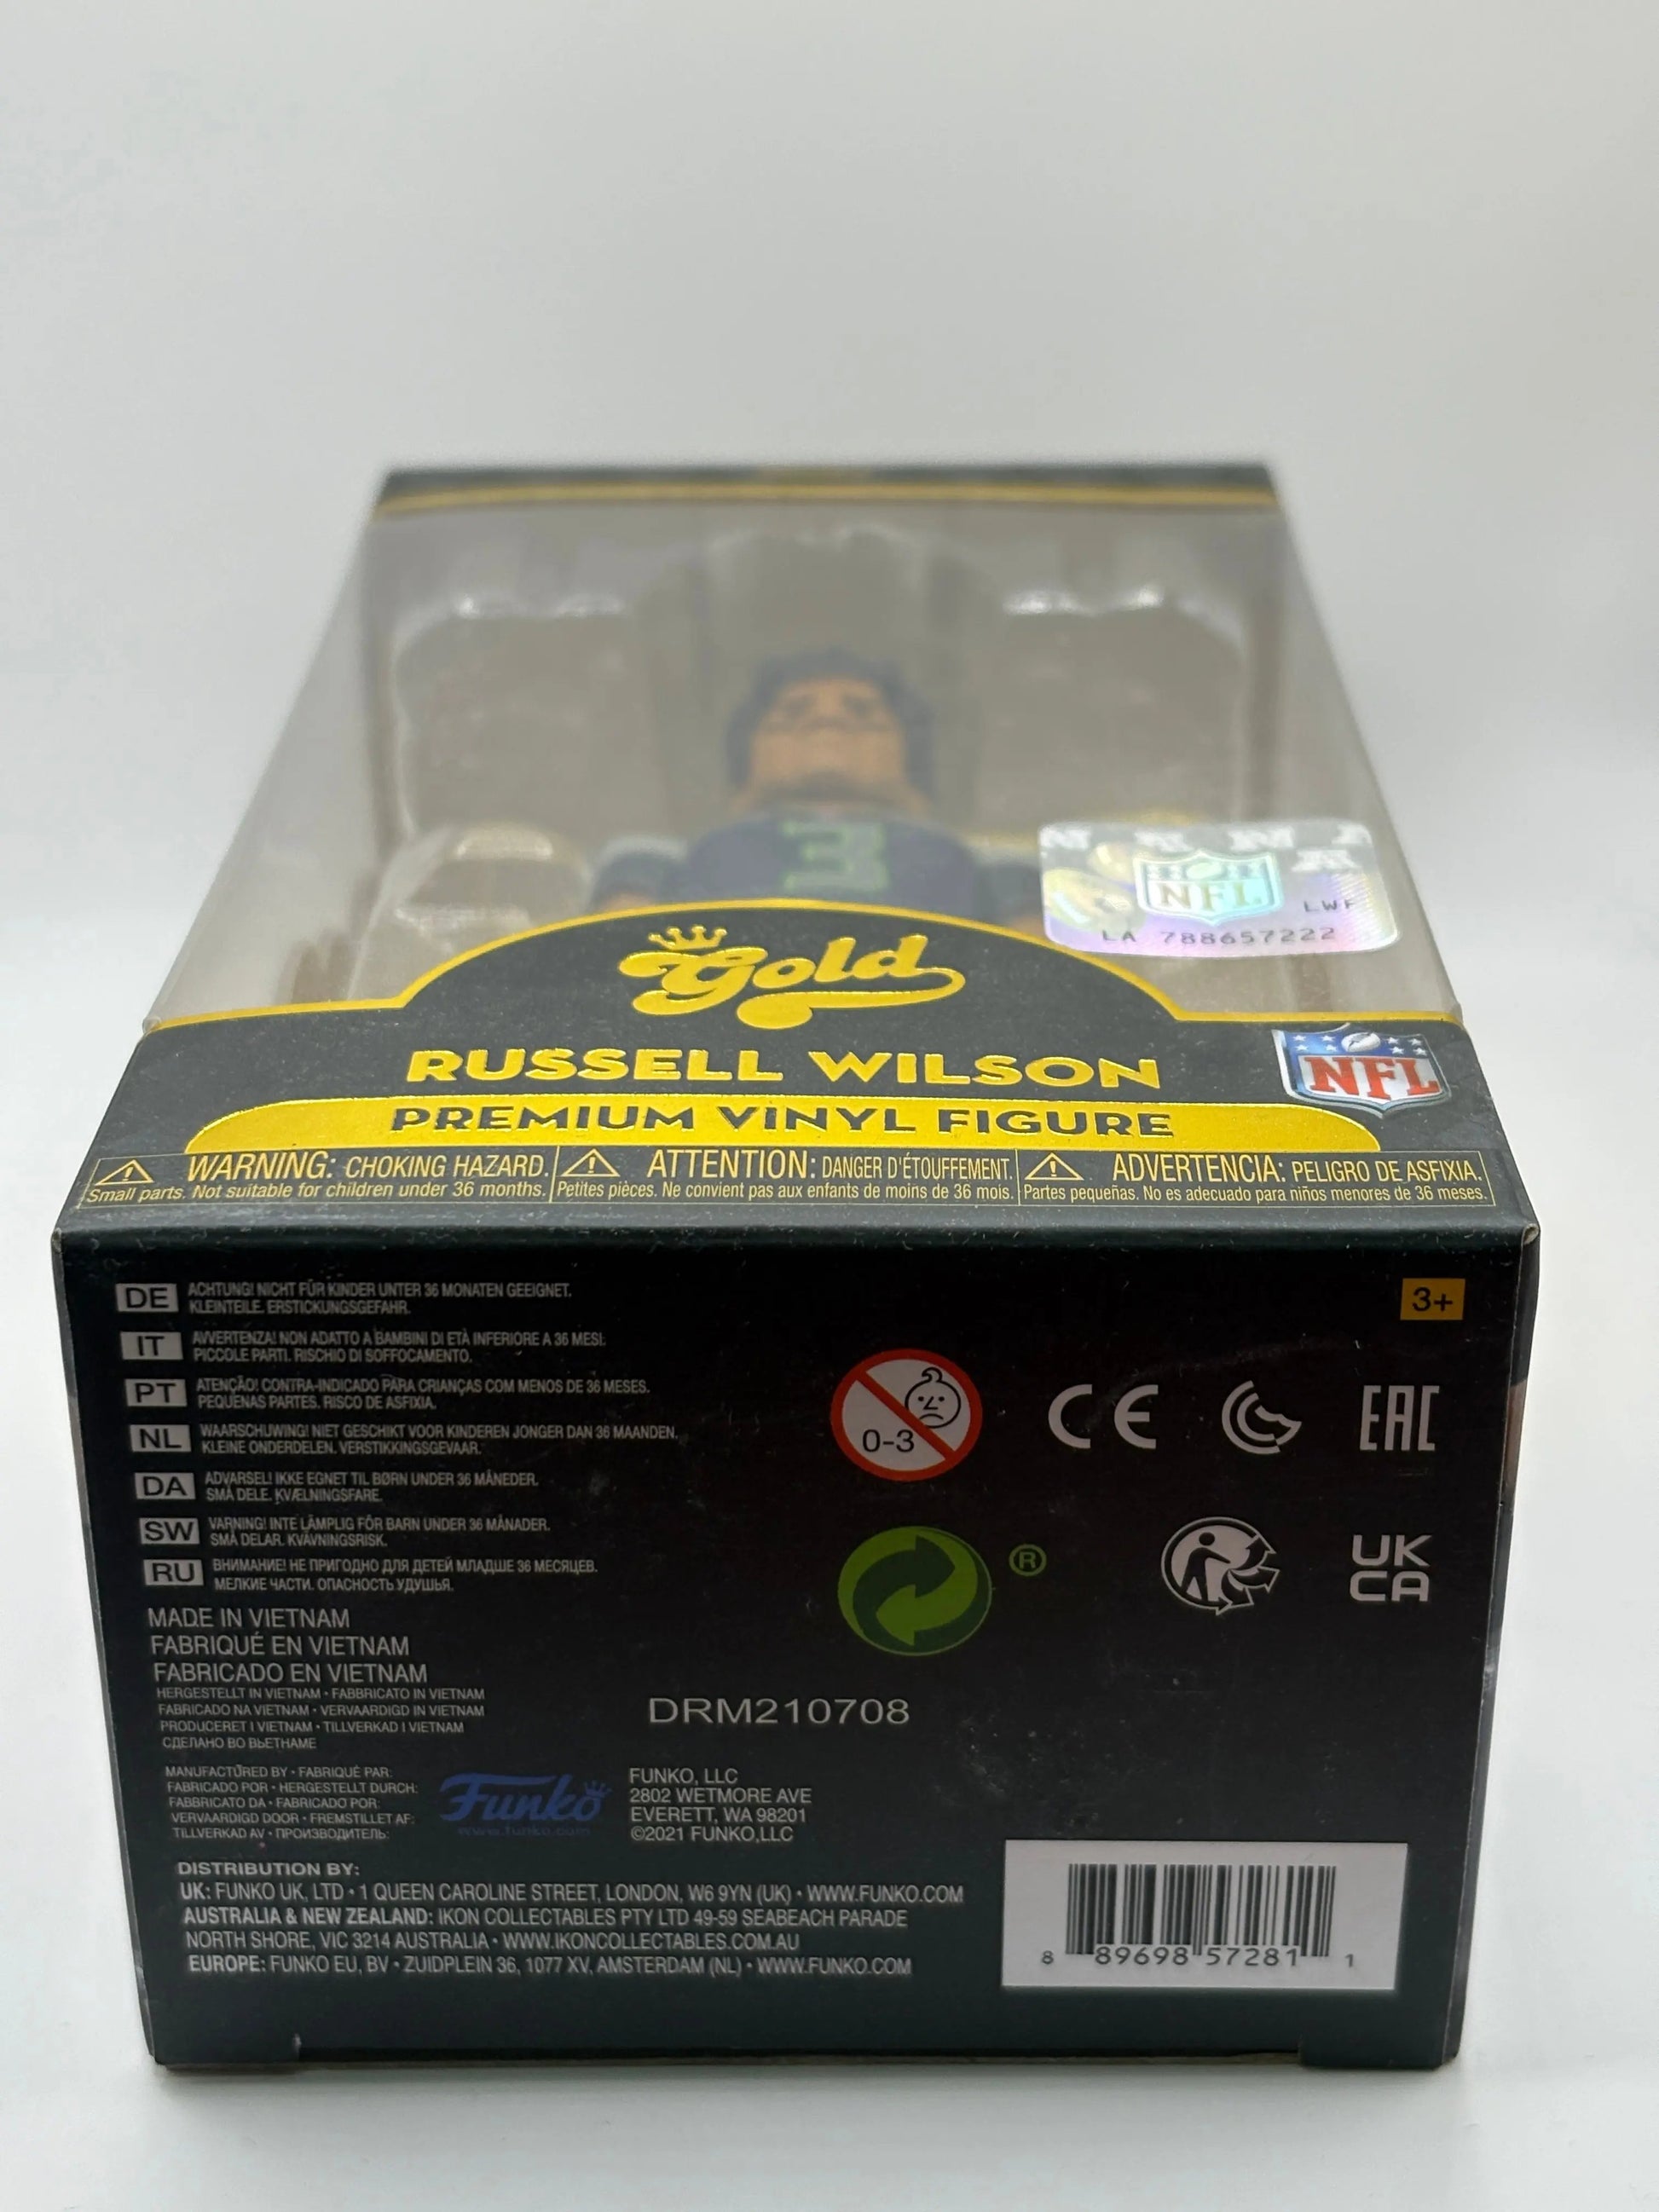 3
NFL
LWF
LA 788657222
Gold
RUSSELL WILSON
NFL
PREMIUM VINYL FIGURE
WARNING: CHOKING HAZARD.
Small parts. Not suitable for children under 36 months.
ATTENTION: DANGER D'ÉTOUFFEMENT.
Petites pièces. Ne convient pas aux enfants de moins de 36 mois.
ADVERTENCIA: PELIGRO DE ASFIXIA.
Partes pequeñas. No es adecuado para niños menores de 36 meses.
DE ACHTUNG! NICHT FÜR KINDER UNTER 36 MONATEN GEEIGNET.
KLEINTEILE. ERSTICKUNGSGEFAHR.
IT AVVERTENZA! NON ADATTO A BAMBINI DI ETÀ INFERIORE A 36 MESI.
PICCOLE PARTI. RISCHIO DI SOFFOCAMENTO.
PT ATENÇÃO! CONTRA-INDICADO PARA CRIANÇAS COM MENOS DE 36 MESES.
PEQUENAS PARTES. RISCO DE ASFIXIA.
NL WAARSCHUWING! NIET GESCHIKT VOOR KINDEREN JONGER DAN 36 MAANDEN.
KLEINE ONDERDELEN. VERSTIKKINGSGEVAAR.
DA ADVARSEL! IKKE EGNET TIL BØRN UNDER 36 MÅNEDER.
SMÅ DELE. KVÆLNINGSFARE.
SW VARNING! INTE LÄMPLIG FÖR BARN UNDER 36 MÅNADER.
SMÅ DELAR. KVÄVNINGSRISK.
RU ВНИМАНИЕ! НЕ ПРИГОДНО ДЛЯ ДЕТЕЙ МЛАДШЕ 36 МЕСЯЦЕВ.
МЕЛКИЕ ЧАСТИ. ОПАСНОСТЬ УДУШЬЯ.
3+
0-3
CE
EAC
®
UK
CA
MADE IN VIETNAM
FABRIQUÉ EN VIETNAM
FABRICADO EN VIETNAM
HERGESTELLT IN VIETNAM • FABBRICATO IN VIETNAM
FABRICADO NA VIETNAM • VERVAARDIGD IN VIETNAM
PRODUCERET I VIETNAM • TILLVERKAD I VIETNAM
СДЕЛАНО ВО ВЬЕТНАМЕ
DRM210708
MANUFACTURED BY • FABRIQUÉ PAR:
FABRICADO POR • HERGESTELLT DURCH:
FABBRICATO DA • FABRICADO POR:
VERVAARDIGD DOOR • FREMSTILLET AF:
TILLVERKAD AV • ПРОИЗВОДИТЕЛЬ:
Funko
www.funko.com
FUNKO, LLC
2802 WETMORE AVE
EVERETT, WA 98201
©2021 FUNKO,LLC
DISTRIBUTION BY:
UK: FUNKO UK, LTD • 1 QUEEN CAROLINE STREET, LONDON, W6 9YN (UK) • WWW.FUNKO.COM
AUSTRALIA & NEW ZEALAND: IKON COLLECTABLES PTY LTD 49-59 SEABEACH PARADE
NORTH SHORE, VIC 3214 AUSTRALIA • WWW.IKONCOLLECTABLES.COM.AU
EUROPE: FUNKO EU, BV • ZUIDPLEIN 36, 1077 XV, AMSTERDAM (NL) • WWW.FUNKO.COM
8 89698 57281 1